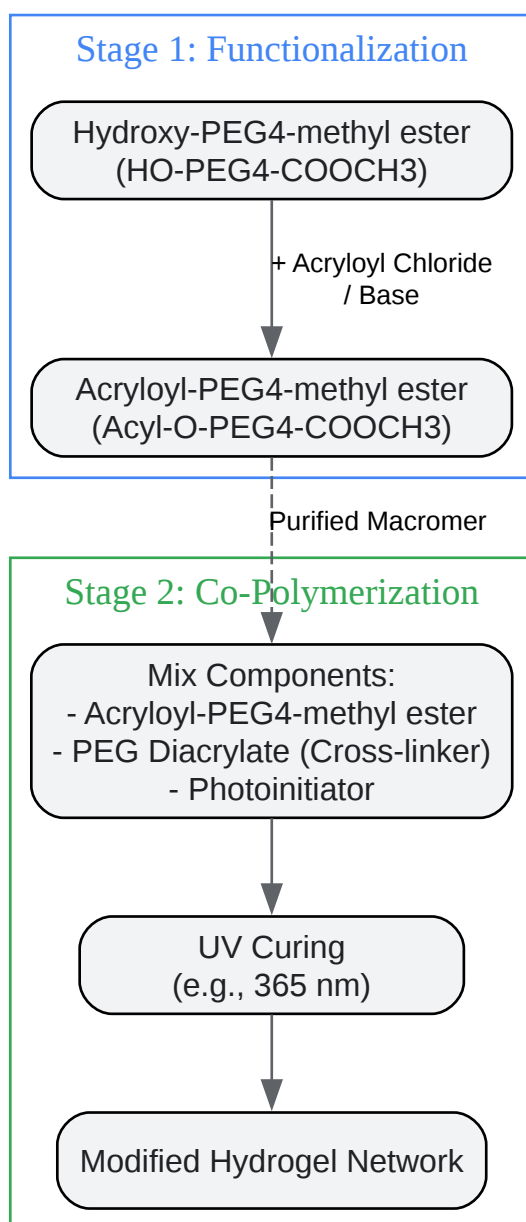 Stage 1: Functionalization
Hydroxy-PEG4-methyl ester
(HO-PEG4-COOCH3)
+ Acryloyl Chloride
/ Base
Acryloyl-PEG4-methyl ester
(Acyl-O-PEG4-COOCH3)
Purified Macromer
Stage 2: Co-Polymerization
Mix Components:
- Acryloyl-PEG4-methyl ester
- PEG Diacrylate (Cross-linker)
- Photoinitiator
UV Curing
(e.g., 365 nm)
Modified Hydrogel Network